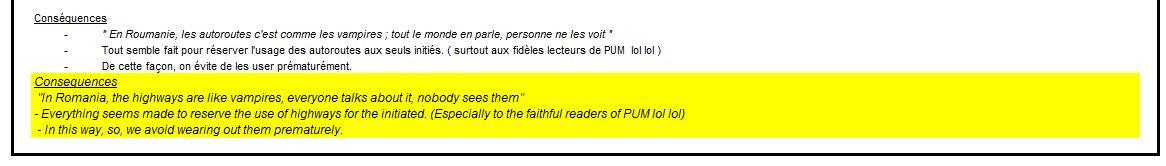 Conséquences
- " En Roumanie, les autoroutes c'est comme les vampires ; tout le monde en parle, personne ne les voit "
- Tout semble fait pour réserver l'usage des autoroutes aux seuls initiés. ( surtout aux fidèles lecteurs de PUM lol lol )
- De cette façon, on évite de les user prématurément.
Consequences
"In Romania, the highways are like vampires, everyone talks about it, nobody sees them"
- Everything seems made to reserve the use of highways for the initiated. (Especially to the faithful readers of PUM lol lol)
- In this way, so, we avoid wearing out them prematurely.